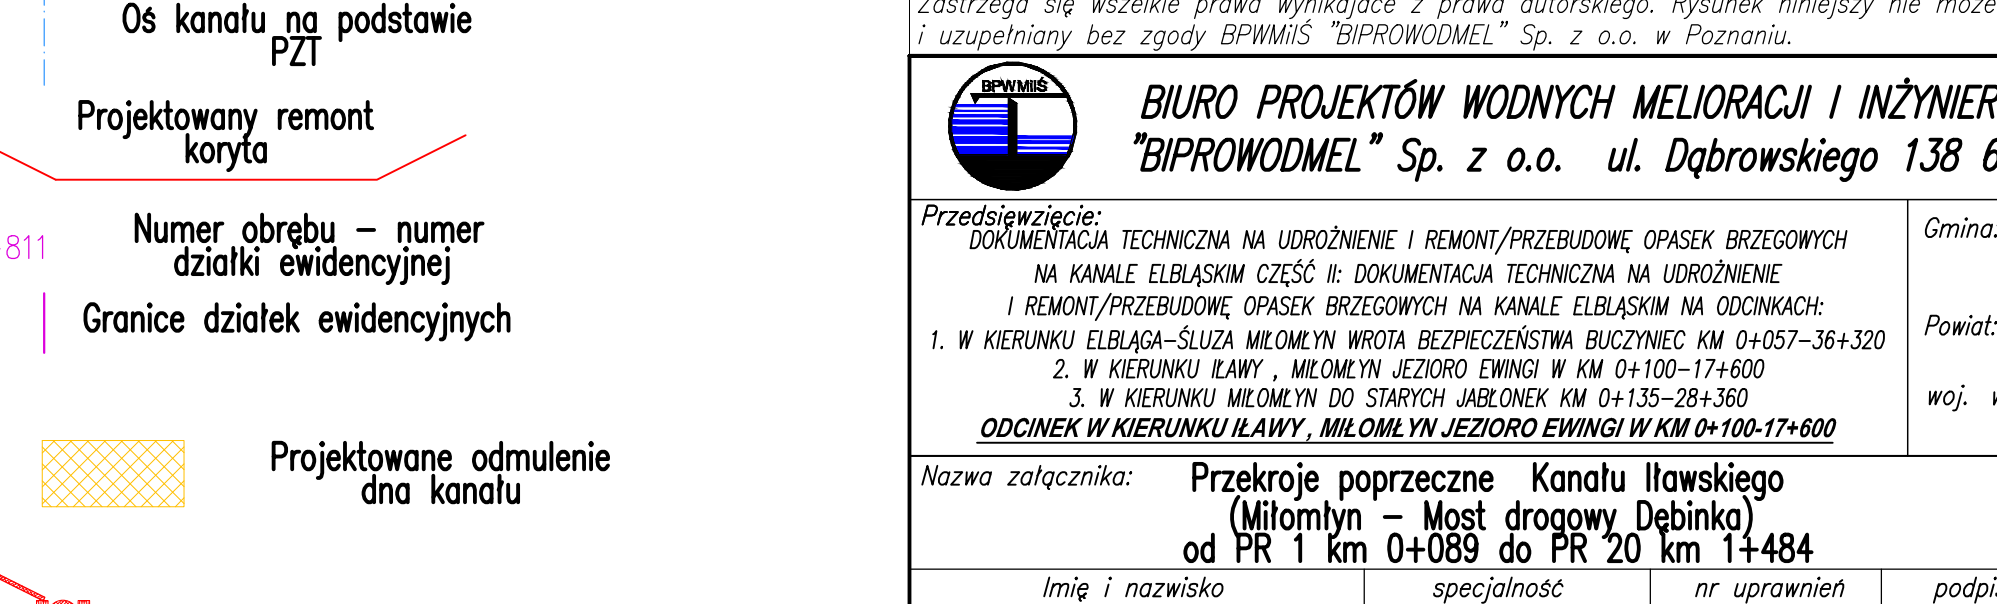 Oś kanału na podstawie
PZT
Projektowany remont
koryta
811
Numer obrębu – numer
działki ewidencyjnej
Granice działek ewidencyjnych
Projektowane odmulenie
dna kanału
Zastrzega się wszelkie prawa wynikające z prawa autorskiego. Rysunek niniejszy nie może
i uzupełniany bez zgody BPWMiIŚ "BIPROWODMEL" Sp. z o.o. w Poznaniu.
BPWMiIŚ
BIURO PROJEKTÓW WODNYCH MELIORACJI I INŻYNIER
"BIPROWODMEL" Sp. z o.o. ul. Dąbrowskiego 138 6
Przedsięwzięcie:
DOKUMENTACJA TECHNICZNA NA UDROŻNIENIE I REMONT/PRZEBUDOWĘ OPASEK BRZEGOWYCH
NA KANALE ELBLĄSKIM CZĘŚĆ II: DOKUMENTACJA TECHNICZNA NA UDROŻNIENIE
I REMONT/PRZEBUDOWĘ OPASEK BRZEGOWYCH NA KANALE ELBLĄSKIM NA ODCINKACH:
1. W KIERUNKU ELBLĄGA–ŚLUZA MIŁOMŁYN WROTA BEZPIECZEŃSTWA BUCZYNIEC KM 0+057–36+320
2. W KIERUNKU IŁAWY , MIŁOMŁYN JEZIORO EWINGI W KM 0+100–17+600
3. W KIERUNKU MIŁOMŁYN DO STARYCH JABŁONEK KM 0+135–28+360
ODCINEK W KIERUNKU IŁAWY , MIŁOMŁYN JEZIORO EWINGI W KM 0+100-17+600
Gmina:
Powiat:
woj.
Nazwa załącznika:
Przekroje poprzeczne Kanału Iławskiego
(Miłomłyn – Most drogowy Dębinka)
od PR 1 km 0+089 do PR 20 km 1+484
Imię i nazwisko
specjalność
nr uprawnień
podpis